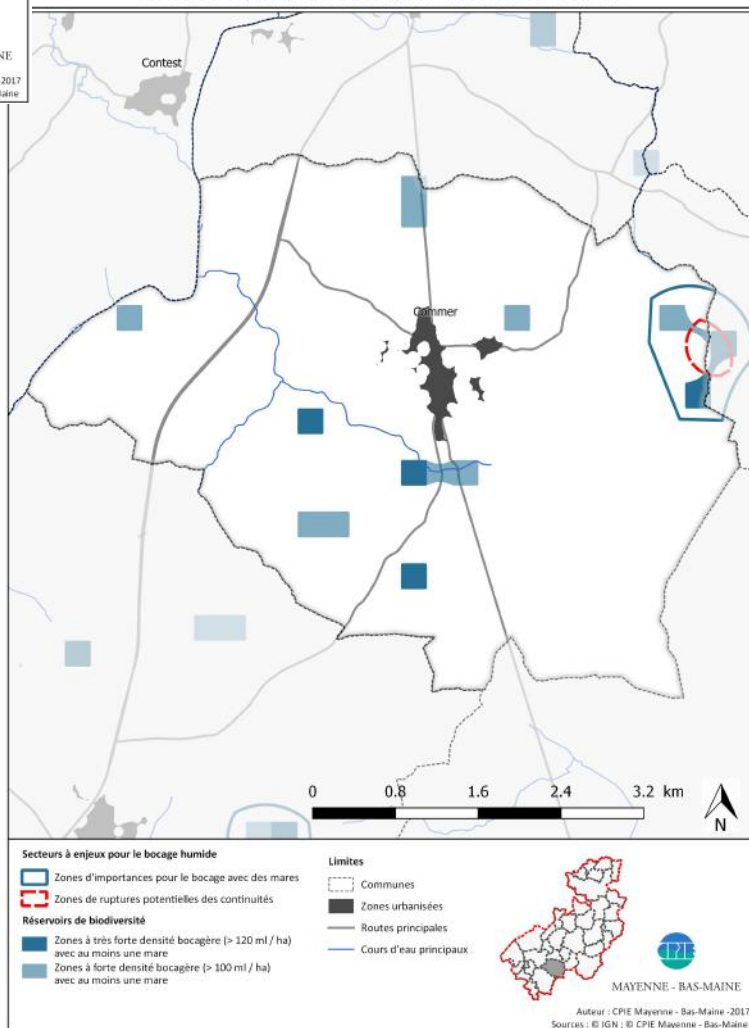 NE
-2017
laine
Contest
Commer
0 0.8 1.6 2.4 3.2 km
N
Secteurs à enjeux pour le bocage humide
Zones d'importances pour le bocage avec des mares
Zones de ruptures potentielles des continuités
Réservoirs de biodiversité
Zones à très forte densité bocagère (> 120 ml / ha)
avec au moins une mare
Zones à forte densité bocagère (> 100 ml / ha)
avec au moins une mare
Limites
Communes
Zones urbanisées
Routes principales
Cours d'eau principaux
CPIE
MAYENNE - BAS-MAINE
Auteur : CPIE Mayenne - Bas-Maine -2017
Sources : © IGN ; © CPIE Mayenne - Bas-Maine